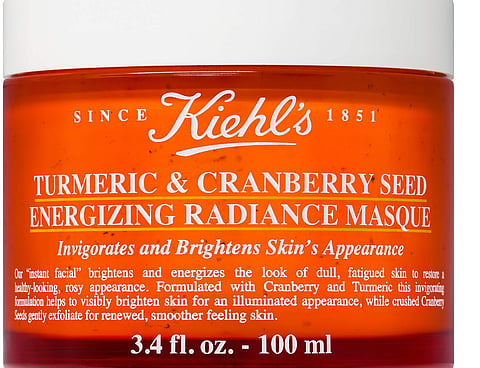 SINCE Kiehl's 1851
TURMERIC & CRANBERRY SEED
ENERGIZING RADIANCE MASQUE
Invigorates and Brightens Skin's Appearance
Our "instant facial" brightens and energizes the look of dull, fatigued skin to restore a
healthy-looking, rosy appearance. Formulated with Cranberry and Turmeric this invigorating
formulation helps to visibly brighten skin for an illuminated appearance, while crushed Cranberry
Seeds gently exfoliate for renewed, smoother feeling skin.
3.4 fl. oz. - 100 ml